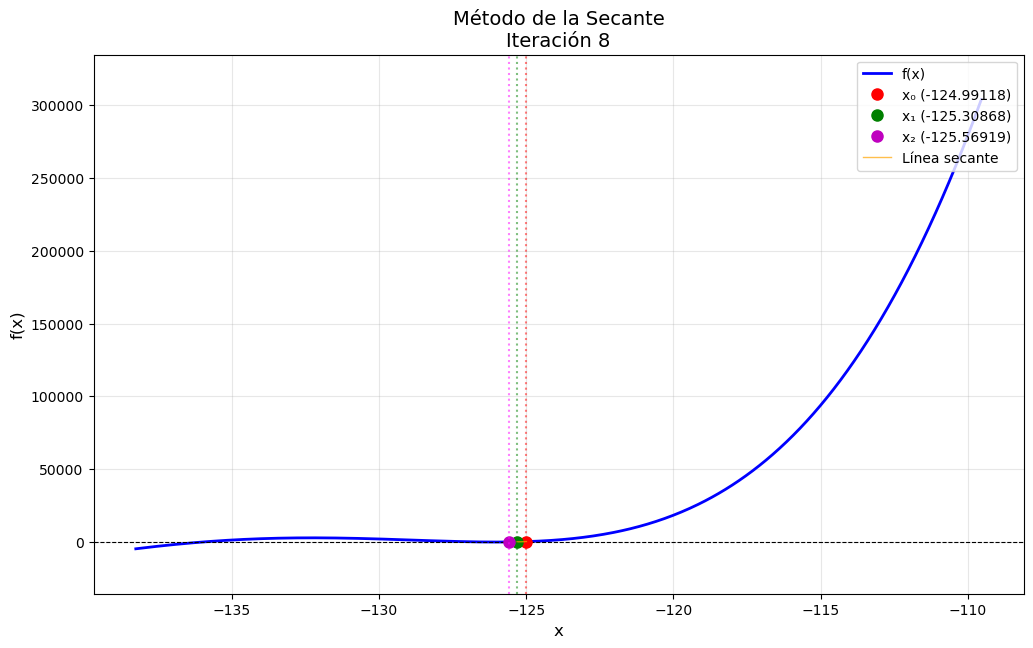 Método de la Secante
Iteración 8
f(x)
x₀ (-124.99118)
x₁ (-125.30868)
x₂ (-125.56919)
Línea secante
f(x)
300000
250000
200000
150000
100000
50000
0
−135
−130
−125
−120
−115
−110
x